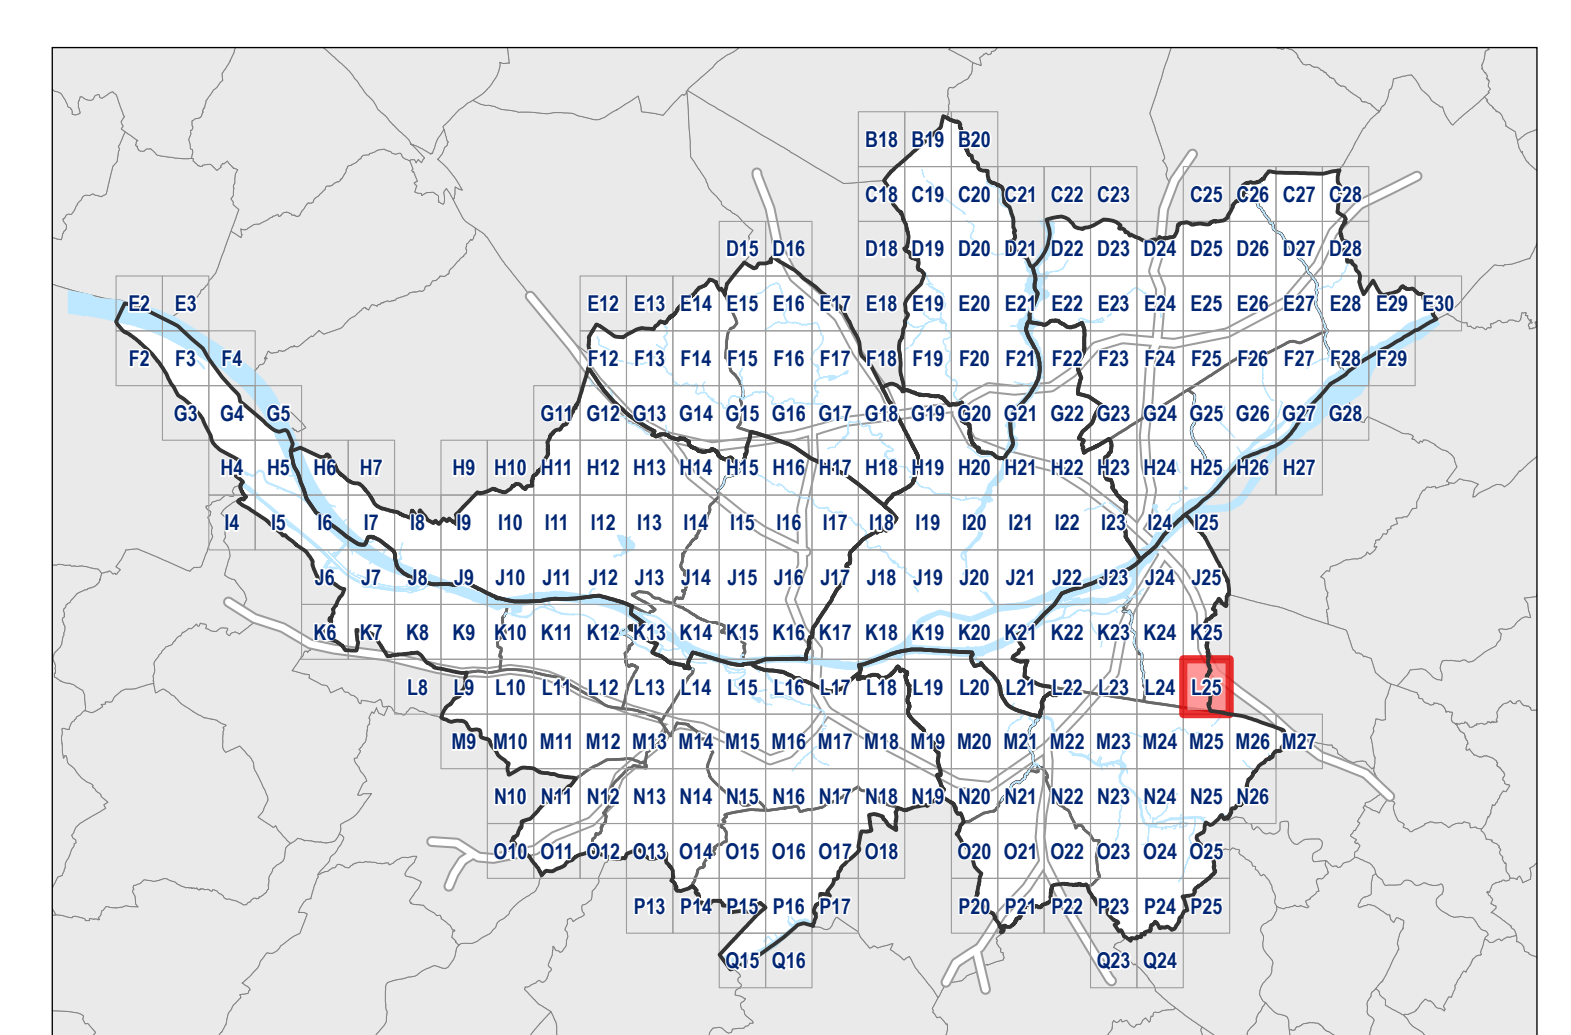 B18 B19 B20
C18 C19 C20 C21 C22 C23 C25 C26 C27 C28
D15 D16 D18 D19 D20 D21 D22 D23 D24 D25 D26 D27 D28
E2 E3 E12 E13 E14 E15 E16 E17 E18 E19 E20 E21 E22 E23 E24 E25 E26 E27 E28 E29 E30
F2 F3 F4 F12 F13 F14 F15 F16 F17 F18 F19 F20 F21 F22 F23 F24 F25 F26 F27 F28 F29
G3 G4 G5 G11 G12 G13 G14 G15 G16 G17 G18 G19 G20 G21 G22 G23 G24 G25 G26 G27 G28
H4 H5 H6 H7 H9 H10 H11 H12 H13 H14 H15 H16 H17 H18 H19 H20 H21 H22 H23 H24 H25 H26 H27
I4 I5 I6 I7 I8 I9 I10 I11 I12 I13 I14 I15 I16 I17 I18 I19 I20 I21 I22 I23 I24 I25
J6 J7 J8 J9 J10 J11 J12 J13 J14 J15 J16 J17 J18 J19 J20 J21 J22 J23 J24 J25
K6 K7 K8 K9 K10 K11 K12 K13 K14 K15 K16 K17 K18 K19 K20 K21 K22 K23 K24 K25
L8 L9 L10 L11 L12 L13 L14 L15 L16 L17 L18 L19 L20 L21 L22 L23 L24 L25
M9 M10 M11 M12 M13 M14 M15 M16 M17 M18 M19 M20 M21 M22 M23 M24 M25 M26 M27
N10 N11 N12 N13 N14 N15 N16 N17 N18 N19 N20 N21 N22 N23 N24 N25 N26
O10 O11 O12 O13 O14 O15 O16 O17 O18 O20 O21 O22 O23 O24 O25
P13 P14 P15 P16 P17 P20 P21 P22 P23 P24 P25
Q15 Q16 Q23 Q24